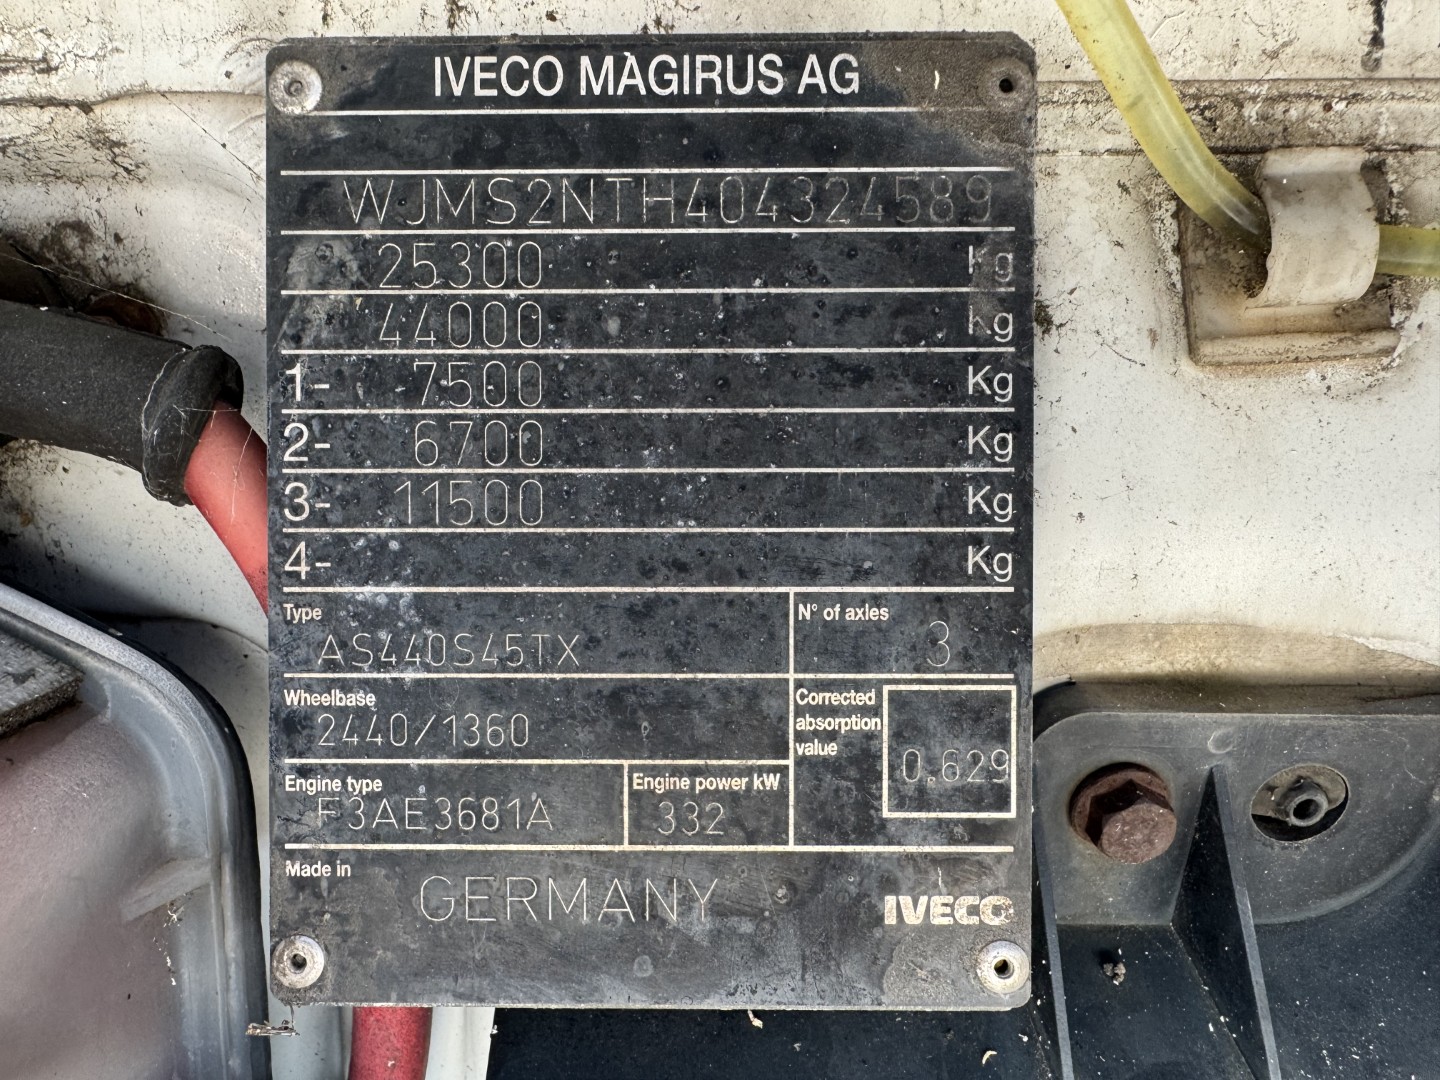 IVECO MAGIRUS AG
WJMS2NTH404324589
25300 Kg
44000 Kg
1- 7500 Kg
2- 6700 Kg
3- 11500 Kg
4- Kg
Type
AS440S45TX
N° of axles
3
Wheelbase
2440/1360
Corrected
absorption
value
0.629
Engine type
F3AE3681A
Engine power kW
332
Made in
GERMANY
IVECO